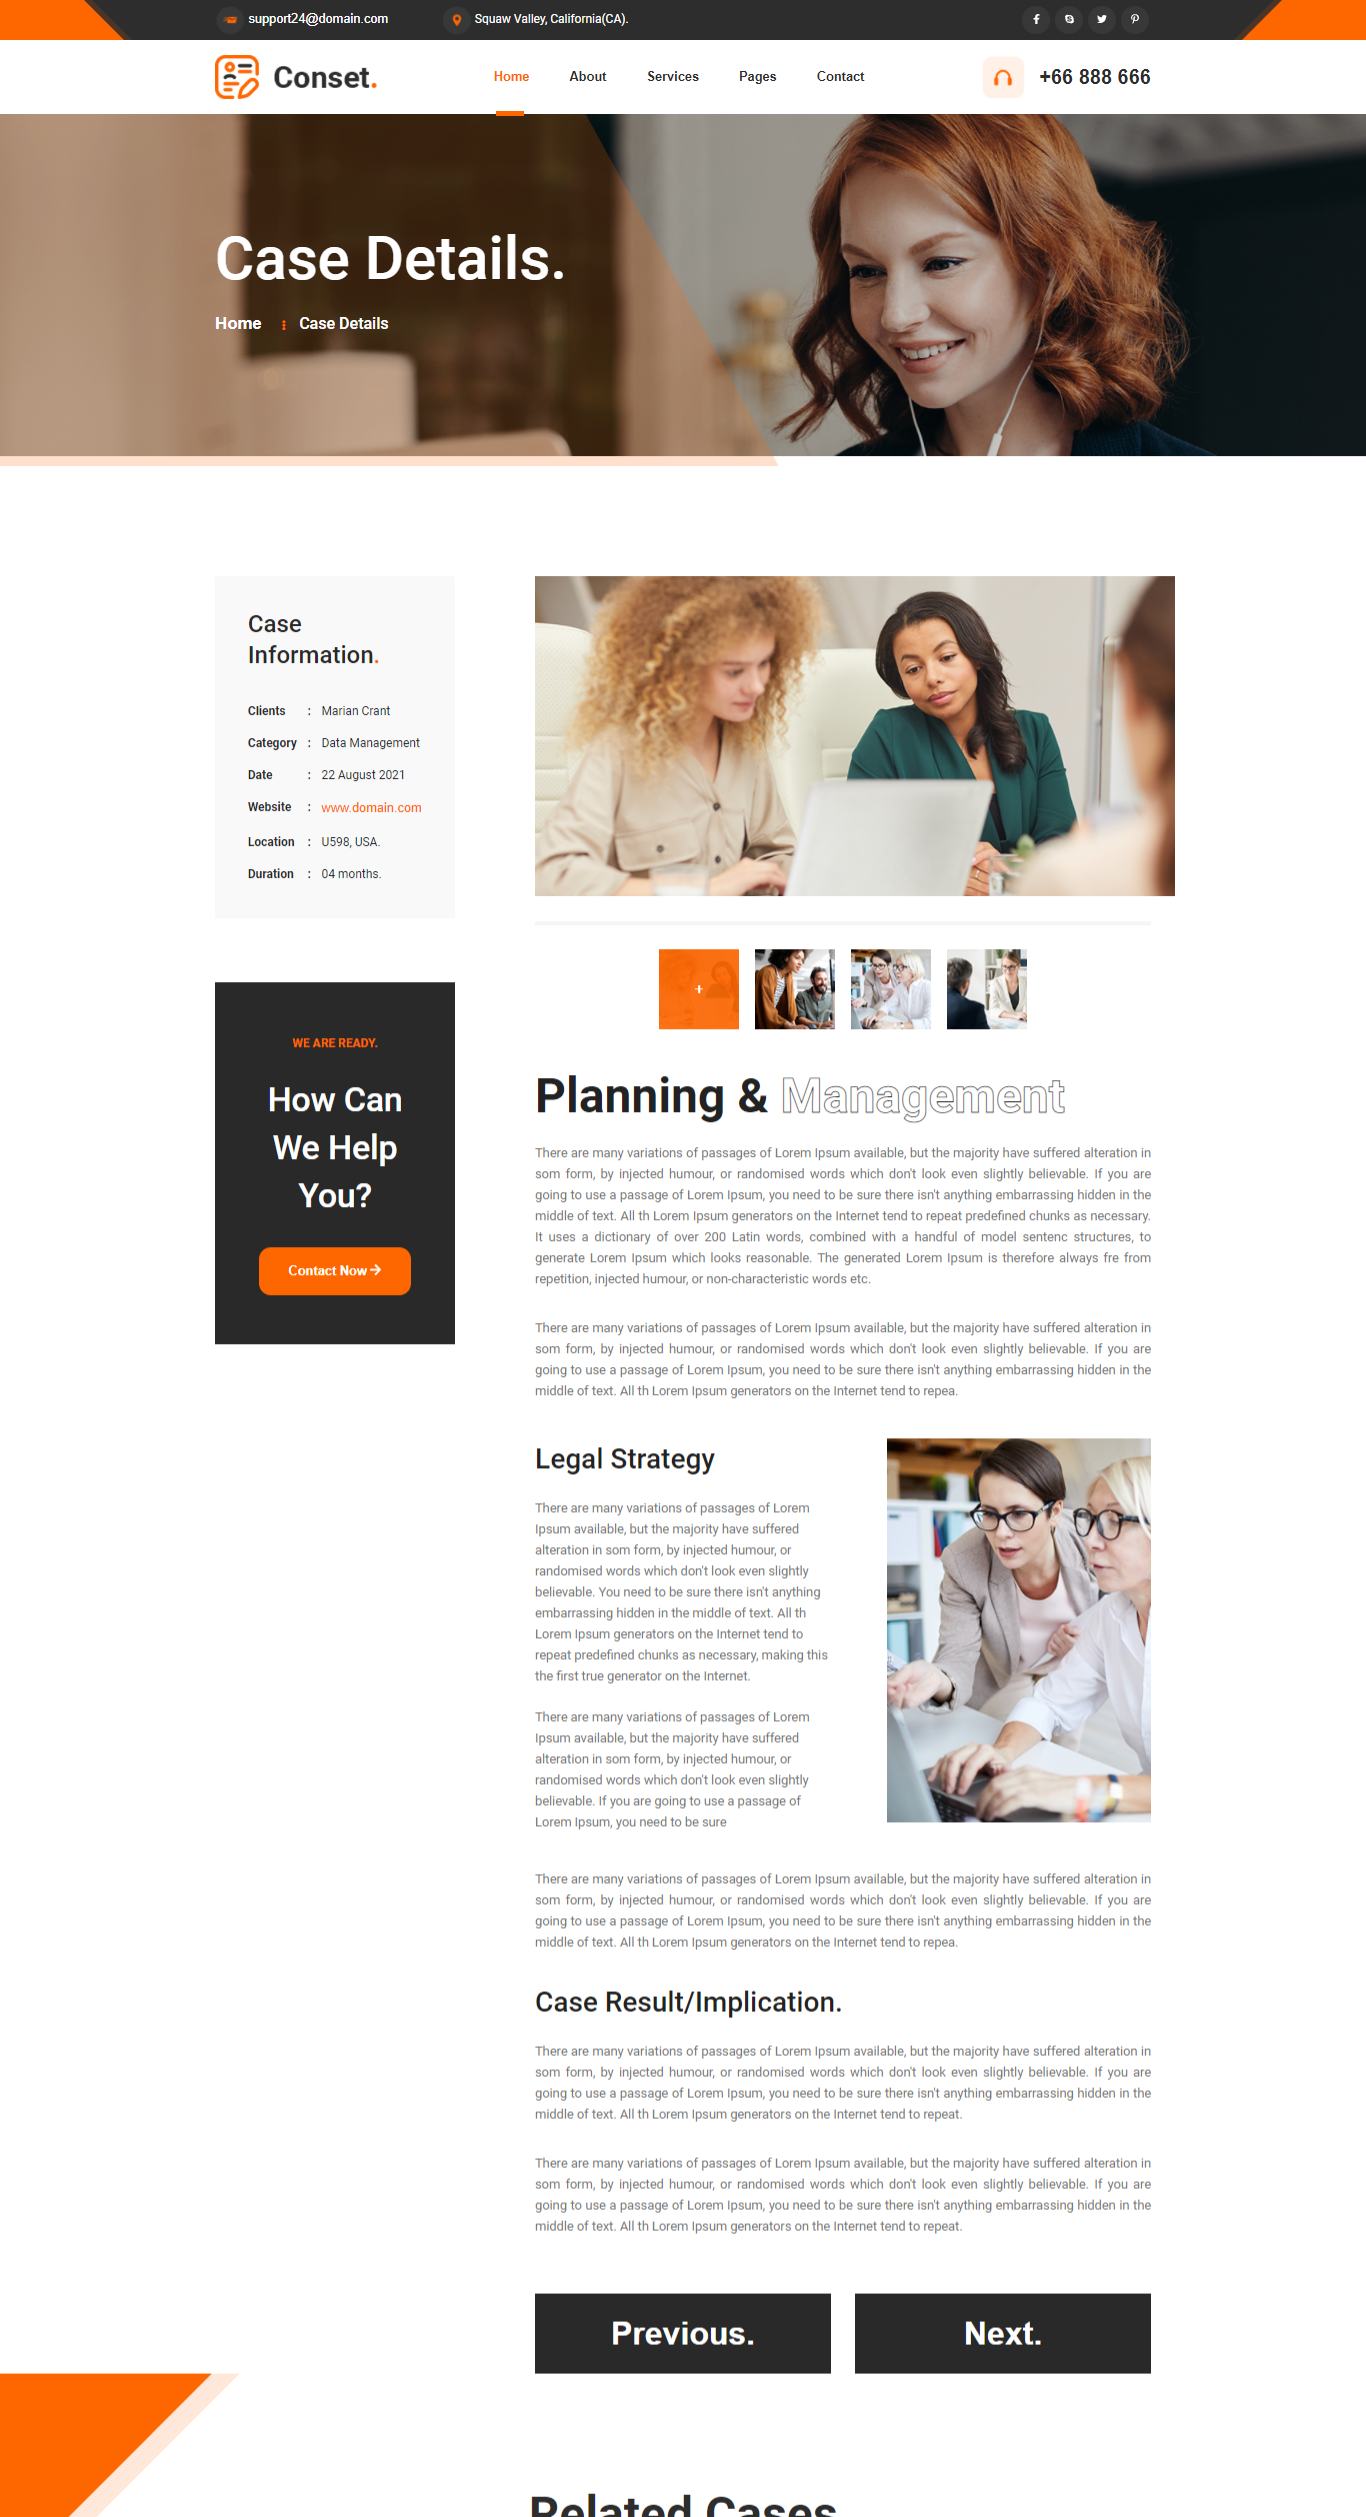 support24@domain.com
Squaw Valley, California(CA).
Conset.
Home
About
Services
Pages
Contact
+66 888 666
Case Details.
Home
Case Details
Case
Information.
Clients : Marian Crant
Category : Data Management
Date : 22 August 2021
Website : www.domain.com
Location : U598, USA.
Duration : 04 months.
WE ARE READY.
How Can
We Help
You?
Contact Now
Planning & Management
There are many variations of passages of Lorem Ipsum available, but the majority have suffered alteration in
som form, by injected humour, or randomised words which don't look even slightly believable. If you are
going to use a passage of Lorem Ipsum, you need to be sure there isn't anything embarrassing hidden in the
middle of text. All th Lorem Ipsum generators on the Internet tend to repeat predefined chunks as necessary.
It uses a dictionary of over 200 Latin words, combined with a handful of model sentenc structures, to
generate Lorem Ipsum which looks reasonable. The generated Lorem Ipsum is therefore always fre from
repetition, injected humour, or non-characteristic words etc.
There are many variations of passages of Lorem Ipsum available, but the majority have suffered alteration in
som form, by injected humour, or randomised words which don't look even slightly believable. If you are
going to use a passage of Lorem Ipsum, you need to be sure there isn't anything embarrassing hidden in the
middle of text. All th Lorem Ipsum generators on the Internet tend to repea.
Legal Strategy
There are many variations of passages of Lorem
Ipsum available, but the majority have suffered
alteration in som form, by injected humour, or
randomised words which don't look even slightly
believable. You need to be sure there isn't anything
embarrassing hidden in the middle of text. All th
Lorem Ipsum generators on the Internet tend to
repeat predefined chunks as necessary, making this
the first true generator on the Internet.
There are many variations of passages of Lorem
Ipsum available, but the majority have suffered
alteration in som form, by injected humour, or
randomised words which don't look even slightly
believable. If you are going to use a passage of
Lorem Ipsum, you need to be sure
There are many variations of passages of Lorem Ipsum available, but the majority have suffered alteration in
som form, by injected humour, or randomised words which don't look even slightly believable. If you are
going to use a passage of Lorem Ipsum, you need to be sure there isn't anything embarrassing hidden in the
middle of text. All th Lorem Ipsum generators on the Internet tend to repea.
Case Result/Implication.
There are many variations of passages of Lorem Ipsum available, but the majority have suffered alteration in
som form, by injected humour, or randomised words which don't look even slightly believable. If you are
going to use a passage of Lorem Ipsum, you need to be sure there isn't anything embarrassing hidden in the
middle of text. All th Lorem Ipsum generators on the Internet tend to repeat.
There are many variations of passages of Lorem Ipsum available, but the majority have suffered alteration in
som form, by injected humour, or randomised words which don't look even slightly believable. If you are
going to use a passage of Lorem Ipsum, you need to be sure there isn't anything embarrassing hidden in the
middle of text. All th Lorem Ipsum generators on the Internet tend to repeat.
Previous.
Next.
Related Cases